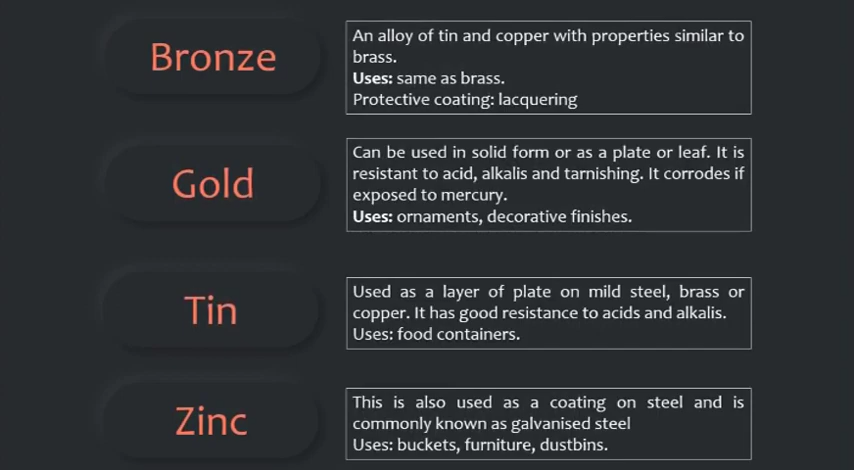 Bronze
An alloy of tin and copper with properties similar to
brass.
Uses: same as brass.
Protective coating: lacquering
Gold
Can be used in solid form or as a plate or leaf. It is
resistant to acid, alkalis and tarnishing. It corrodes if
exposed to mercury.
Uses: ornaments, decorative finishes.
Tin
Used as a layer of plate on mild steel, brass or
copper. It has good resistance to acids and alkalis.
Uses: food containers.
Zinc
This is also used as a coating on steel and is
commonly known as galvanised steel
Uses: buckets, furniture, dustbins.